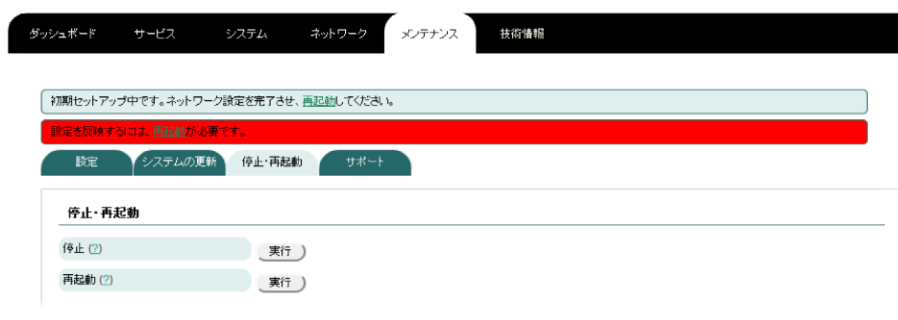 ダッシュボード サービス システム ネットワーク メンテナンス 技術情報
初期セットアップ中です。ネットワーク設定を完了させ、再起動してください。
設定を反映するには、再起動が必要です。
設定 システムの更新 停止・再起動 サポート
停止・再起動
停止 (?) 実行
再起動 (?) 実行